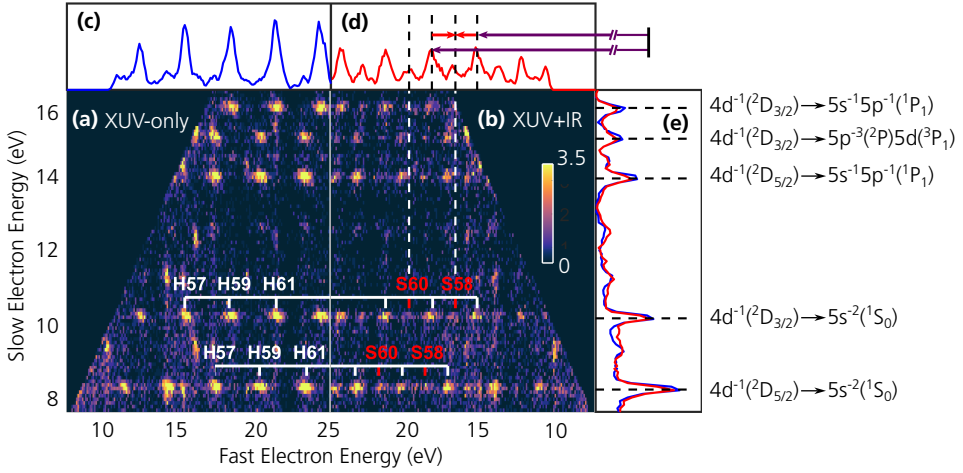 (c)
(d)
(a) XUV-only
(b) XUV+IR
(e)
3.5
3
2
1
0
Slow Electron Energy (eV)
16
14
12
10
8
H57 H59 H61 S60 S58
H57 H59 H61 S60 S58
10 15 20 25 20 15 10
Fast Electron Energy (eV)
4d⁻¹(²D₃/₂)→5s⁻¹5p⁻¹(¹P₁)
4d⁻¹(²D₃/₂)→5p⁻³(²P)5d(³P₁)
4d⁻¹(²D₅/₂)→5s⁻¹5p⁻¹(¹P₁)
4d⁻¹(²D₃/₂)→5s⁻²(¹S₀)
4d⁻¹(²D₅/₂)→5s⁻²(¹S₀)